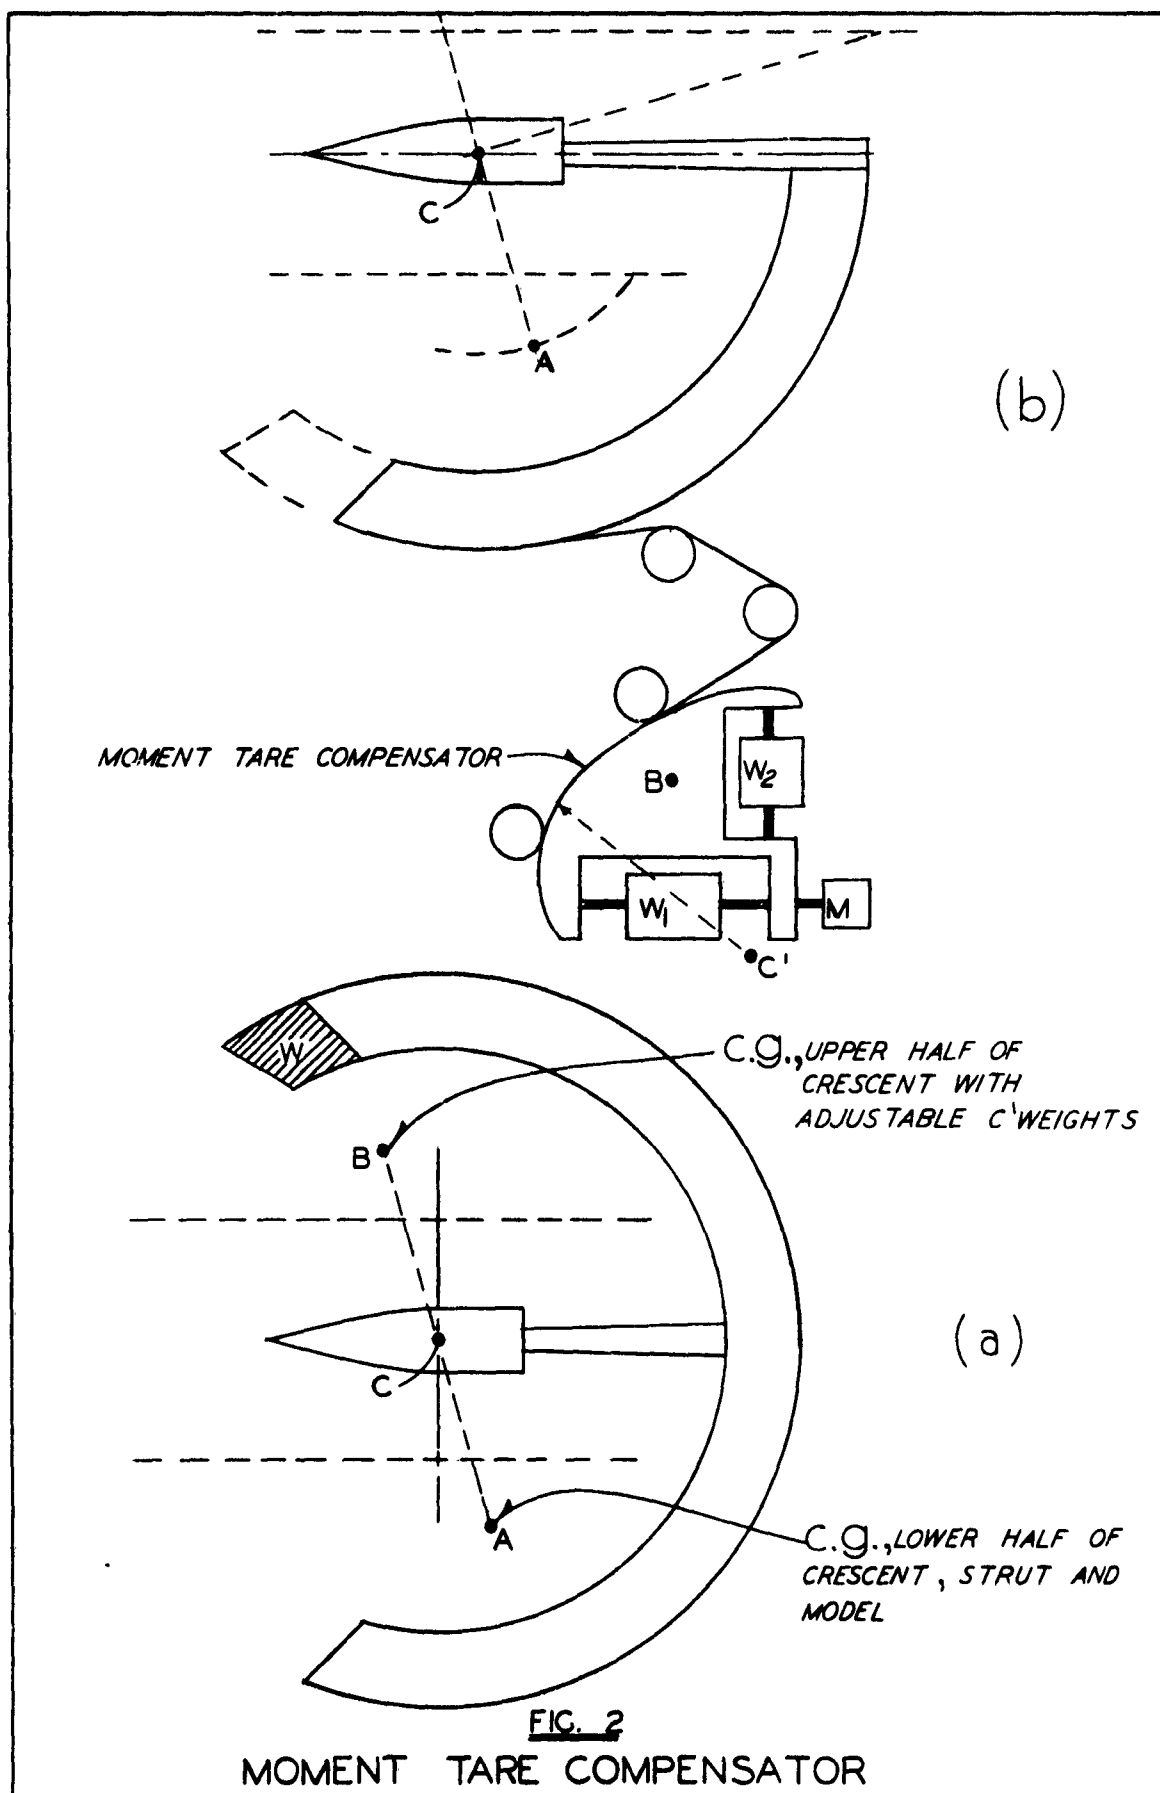 C
A
(b)
MOMENT TARE COMPENSATOR
B
W2
W1
M
C'
W
C.g., UPPER HALF OF
CRESCENT WITH
ADJUSTABLE C'WEIGHTS
B
(a)
C
A
C.g., LOWER HALF OF
CRESCENT, STRUT AND
MODEL
FIG. 2
MOMENT TARE COMPENSATOR